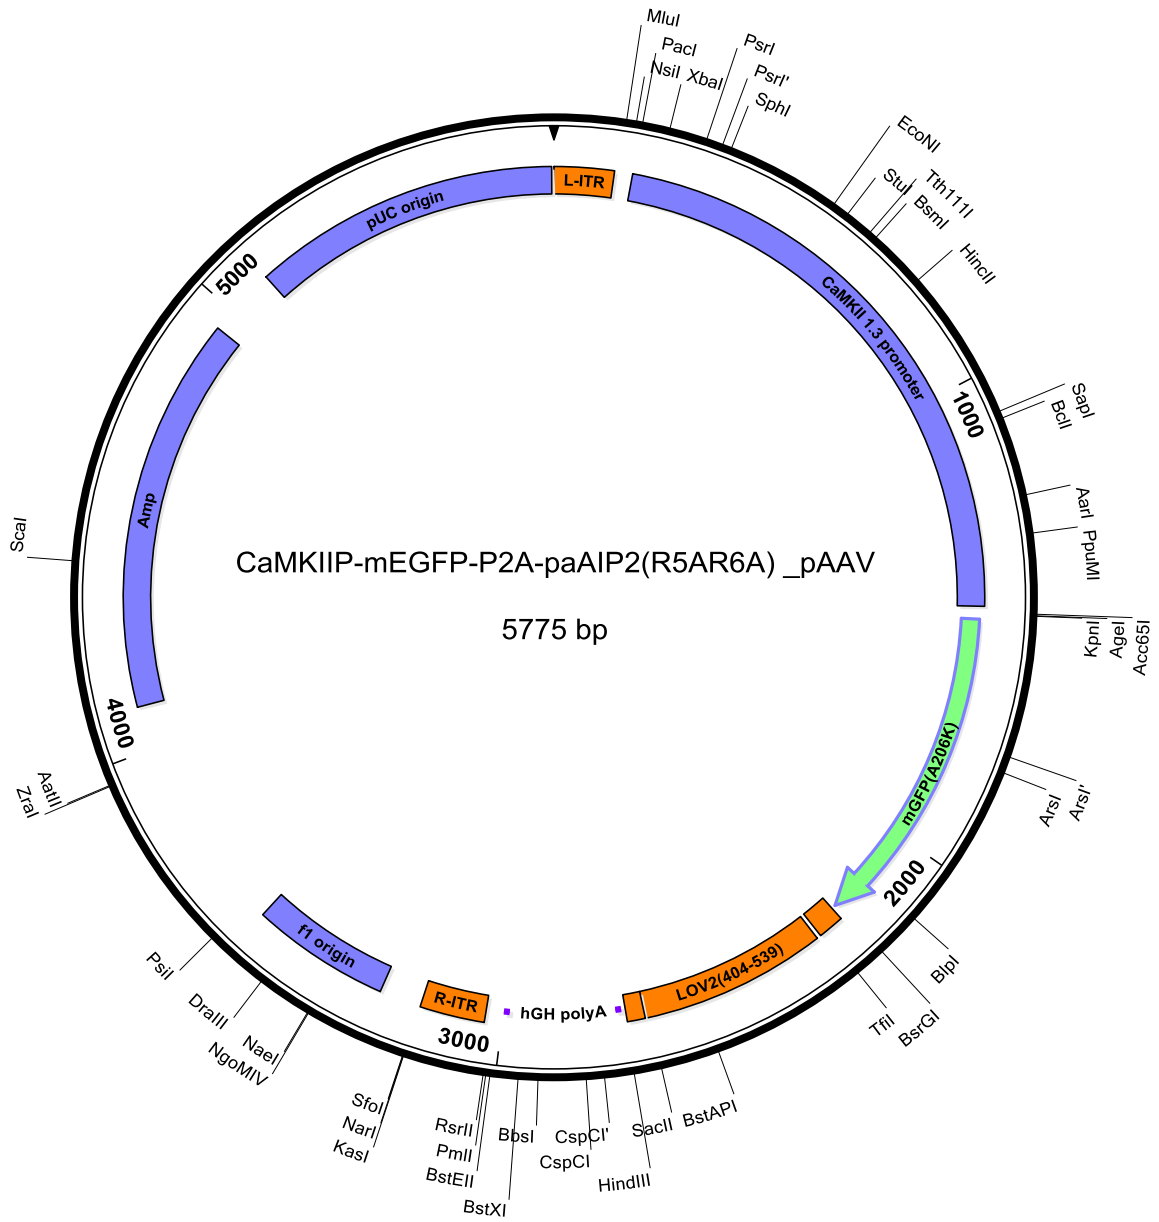 MluI
PacI
NsiI
XbaI
PsrI
PsrI'
SphI
EcoNI
StuI
Tth111I
BsmI
HincII
L-ITR
pUC origin
CaMKII 1.3 promoter
5000
1000
SapI
BclI
AarI
PpuMI
Amp
ScaI
CaMKIIP-mEGFP-P2A-paAIP2(R5AR6A) _pAAV
5775 bp
KpnI
AgeI
Acc65I
4000
mGFP(A206K)
ArsI
ArsI'
AatII
ZraI
2000
BlpI
BsrGI
TfiI
LOV2(404-539)
f1 origin
R-ITR
hGH polyA
3000
PsiI
DraIII
NaeI
NgoMIV
SfoI
NarI
KasI
RsrII
PmlI
BstEII
BstXI
BbsI
CspCI'
CspCI
HindIII
SacII
BstAPI